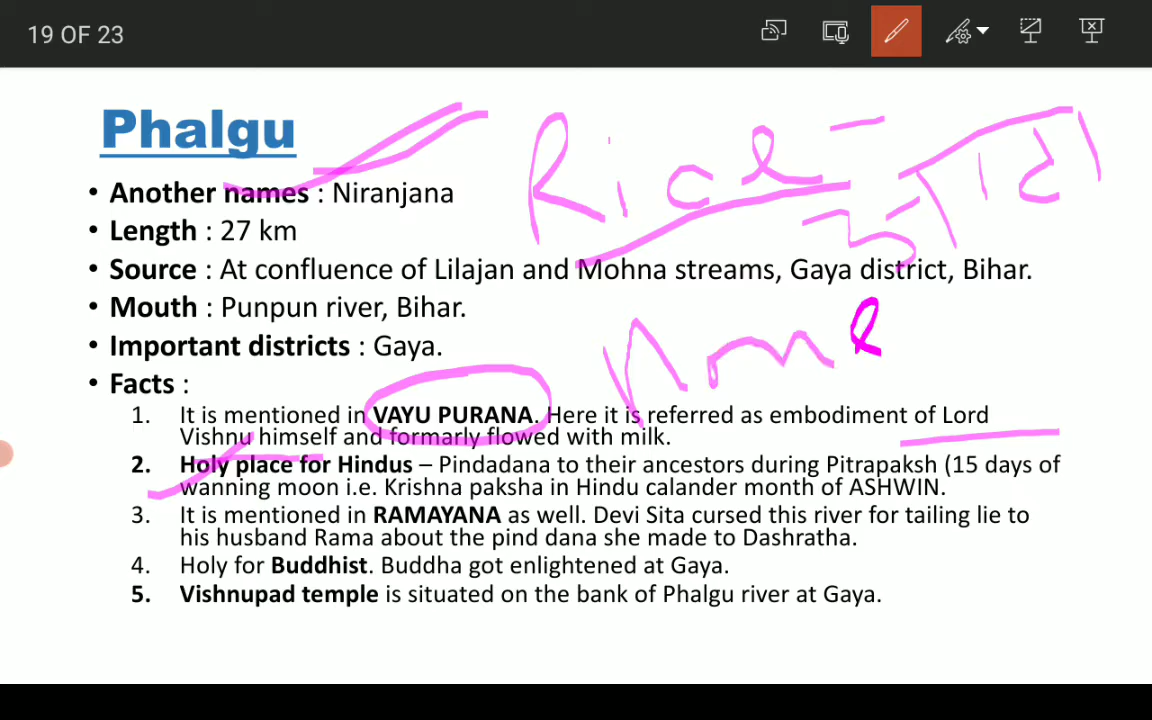 19 OF 23
Phalgu
Rice
• Another names : Niranjana
• Length : 27 km
• Source : At confluence of Lilajan and Mohna streams, Gaya district, Bihar.
• Mouth : Punpun river, Bihar.
• Important districts : Gaya.
• Facts :
1. It is mentioned in VAYU PURANA. Here it is referred as embodiment of Lord
Vishnu himself and formarly flowed with milk.
2. Holy place for Hindus – Pindadana to their ancestors during Pitrapaksh (15 days of
wanning moon i.e. Krishna paksha in Hindu calander month of ASHWIN.
3. It is mentioned in RAMAYANA as well. Devi Sita cursed this river for tailing lie to
his husband Rama about the pind dana she made to Dashratha.
4. Holy for Buddhist. Buddha got enlightened at Gaya.
5. Vishnupad temple is situated on the bank of Phalgu river at Gaya.